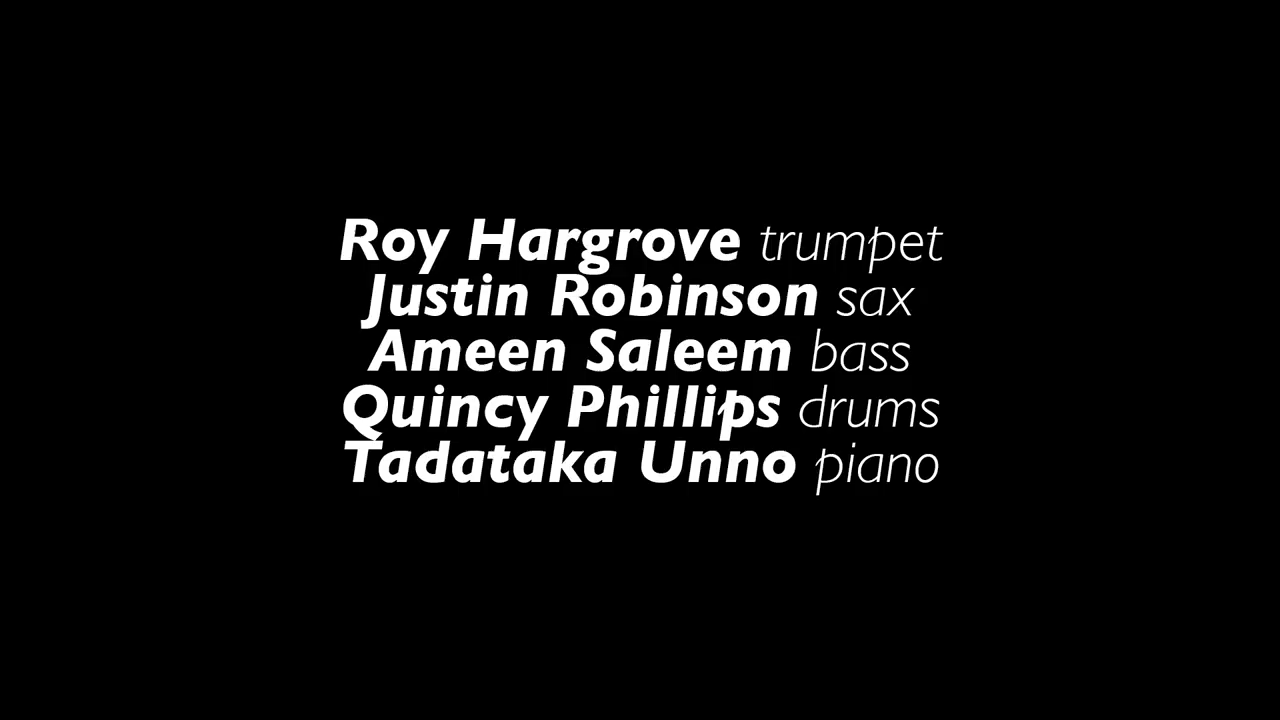 Roy Hargrove trumpet
Justin Robinson sax
Ameen Saleem bass
Quincy Phillips drums
Tadataka Unno piano